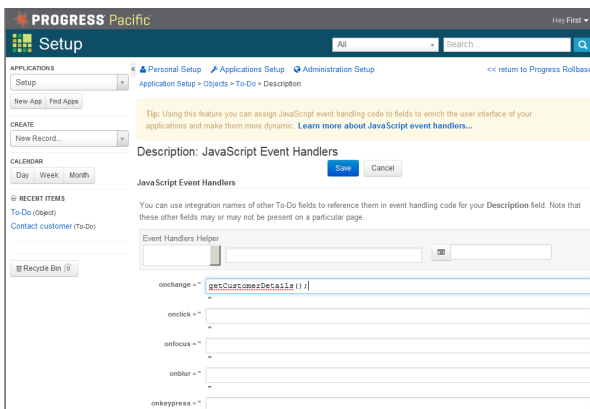 PROGRESS Pacific
Hey First
Setup
All
Search...
APPLICATIONS
Setup
New App Find Apps
CREATE
New Record...
CALENDAR
Day Week Month
RECENT ITEMS
To-Do (Object)
Contact customer (To-Do)
Recycle Bin 0
« Personal Setup Applications Setup Administration Setup << return to Progress Rollbase
Application Setup > Objects > To-Do > Description
Tip: Using this feature you can assign JavaScript event handling code to fields to enrich the user interface of your
applications and make them more dynamic. Learn more about JavaScript event handlers...
Description: JavaScript Event Handlers
Save Cancel
JavaScript Event Handlers
You can use integration names of other To-Do fields to reference them in event handling code for your Description field. Note that
these other fields may or may not be present on a particular page.
Event Handlers Helper
onchange = " getCustomerDetails();
"
onclick = "
"
onfocus = "
"
onblur = "
"
onkeypress = "